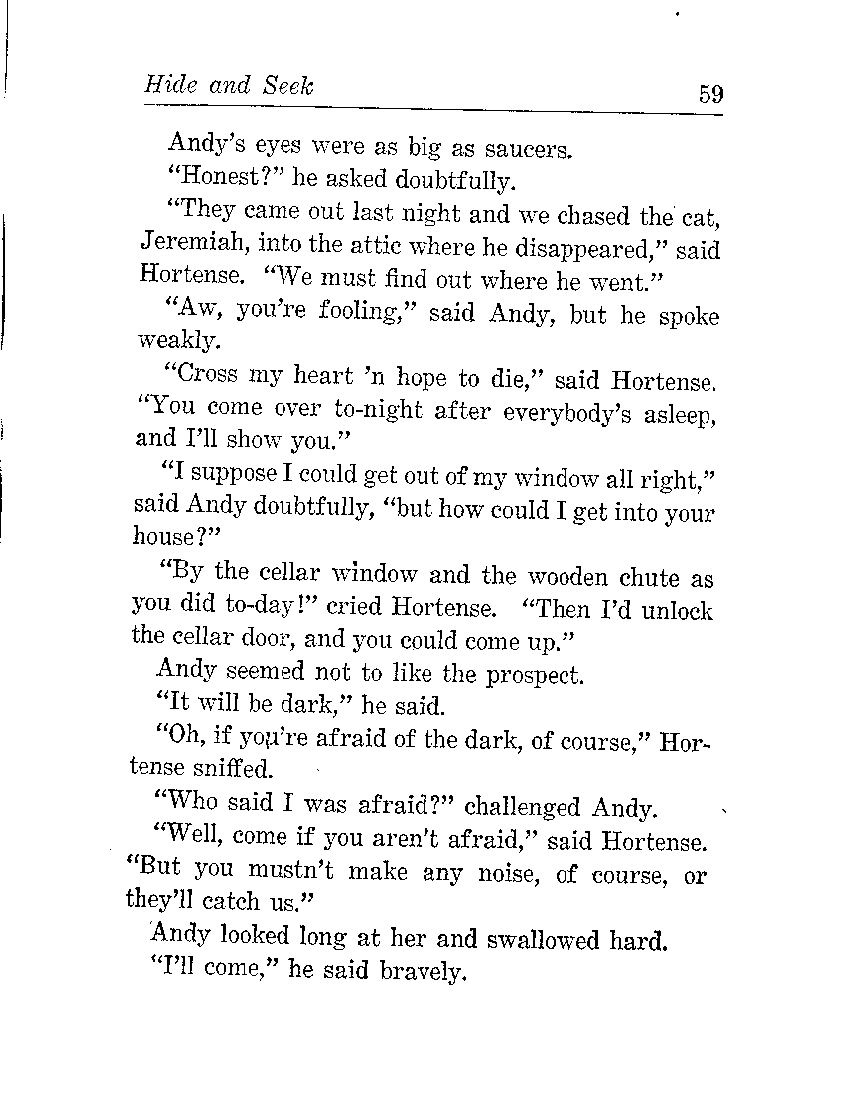 Hide and Seek 59
Andy’s eyes were as big as saucers.
“Honest?” he asked doubtfully.
“They came out last night and we chased the cat,
Jeremiah, into the attic where he disappeared,” said
Hortense. “We must find out where he went.”
“Aw, you’re fooling,” said Andy, but he spoke
weakly.
“Cross my heart ’n hope to die,” said Hortense.
“You come over to-night after everybody’s asleep,
and I’ll show you.”
“I suppose I could get out of my window all right,”
said Andy doubtfully, “but how could I get into your
house?”
“By the cellar window and the wooden chute as
you did to-day!” cried Hortense. “Then I’d unlock
the cellar door, and you could come up.”
Andy seemed not to like the prospect.
“It will be dark,” he said.
“Oh, if you’re afraid of the dark, of course,” Hor-
tense sniffed.
“Who said I was afraid?” challenged Andy.
“Well, come if you aren’t afraid,” said Hortense.
“But you mustn’t make any noise, of course, or
they’ll catch us.”
Andy looked long at her and swallowed hard.
“I’ll come,” he said bravely.